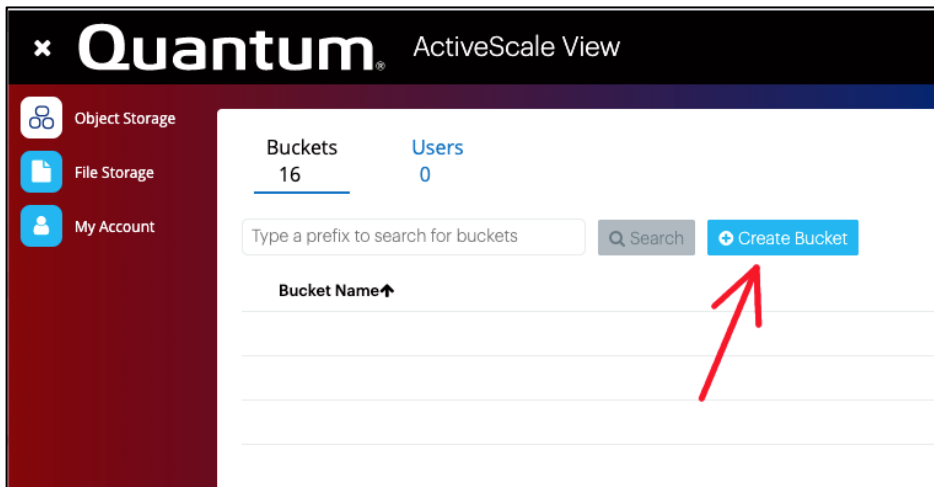 × Quantum® ActiveScale View
Object Storage
File Storage
My Account
Buckets Users
16 0
Type a prefix to search for buckets Search Create Bucket
Bucket Name↑